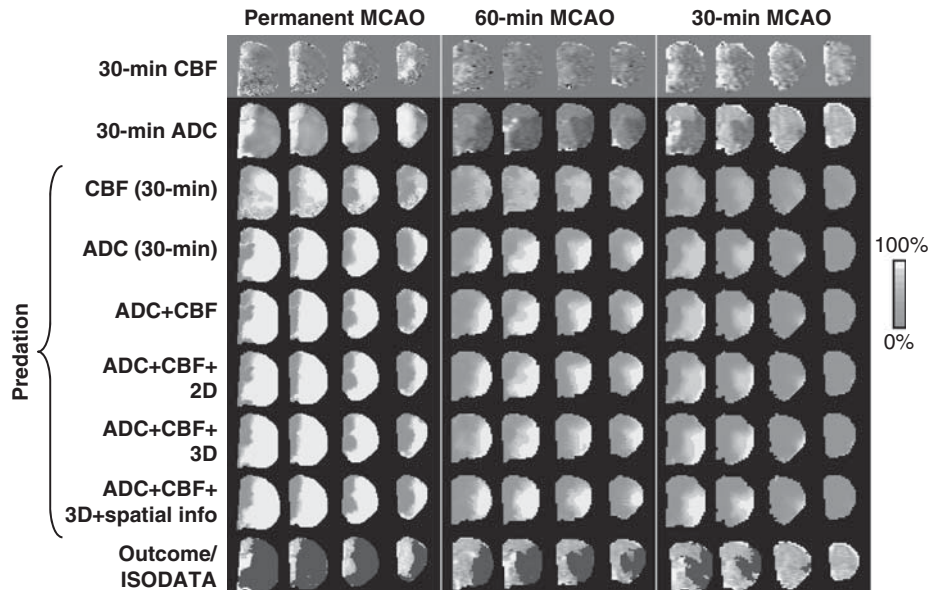 Permanent MCAO 60-min MCAO 30-min MCAO
30-min CBF
30-min ADC
CBF (30-min)
ADC (30-min)
ADC+CBF
ADC+CBF+
2D
ADC+CBF+
3D
ADC+CBF+
3D+spatial info
Outcome/
ISODATA
Predation
100%
0%